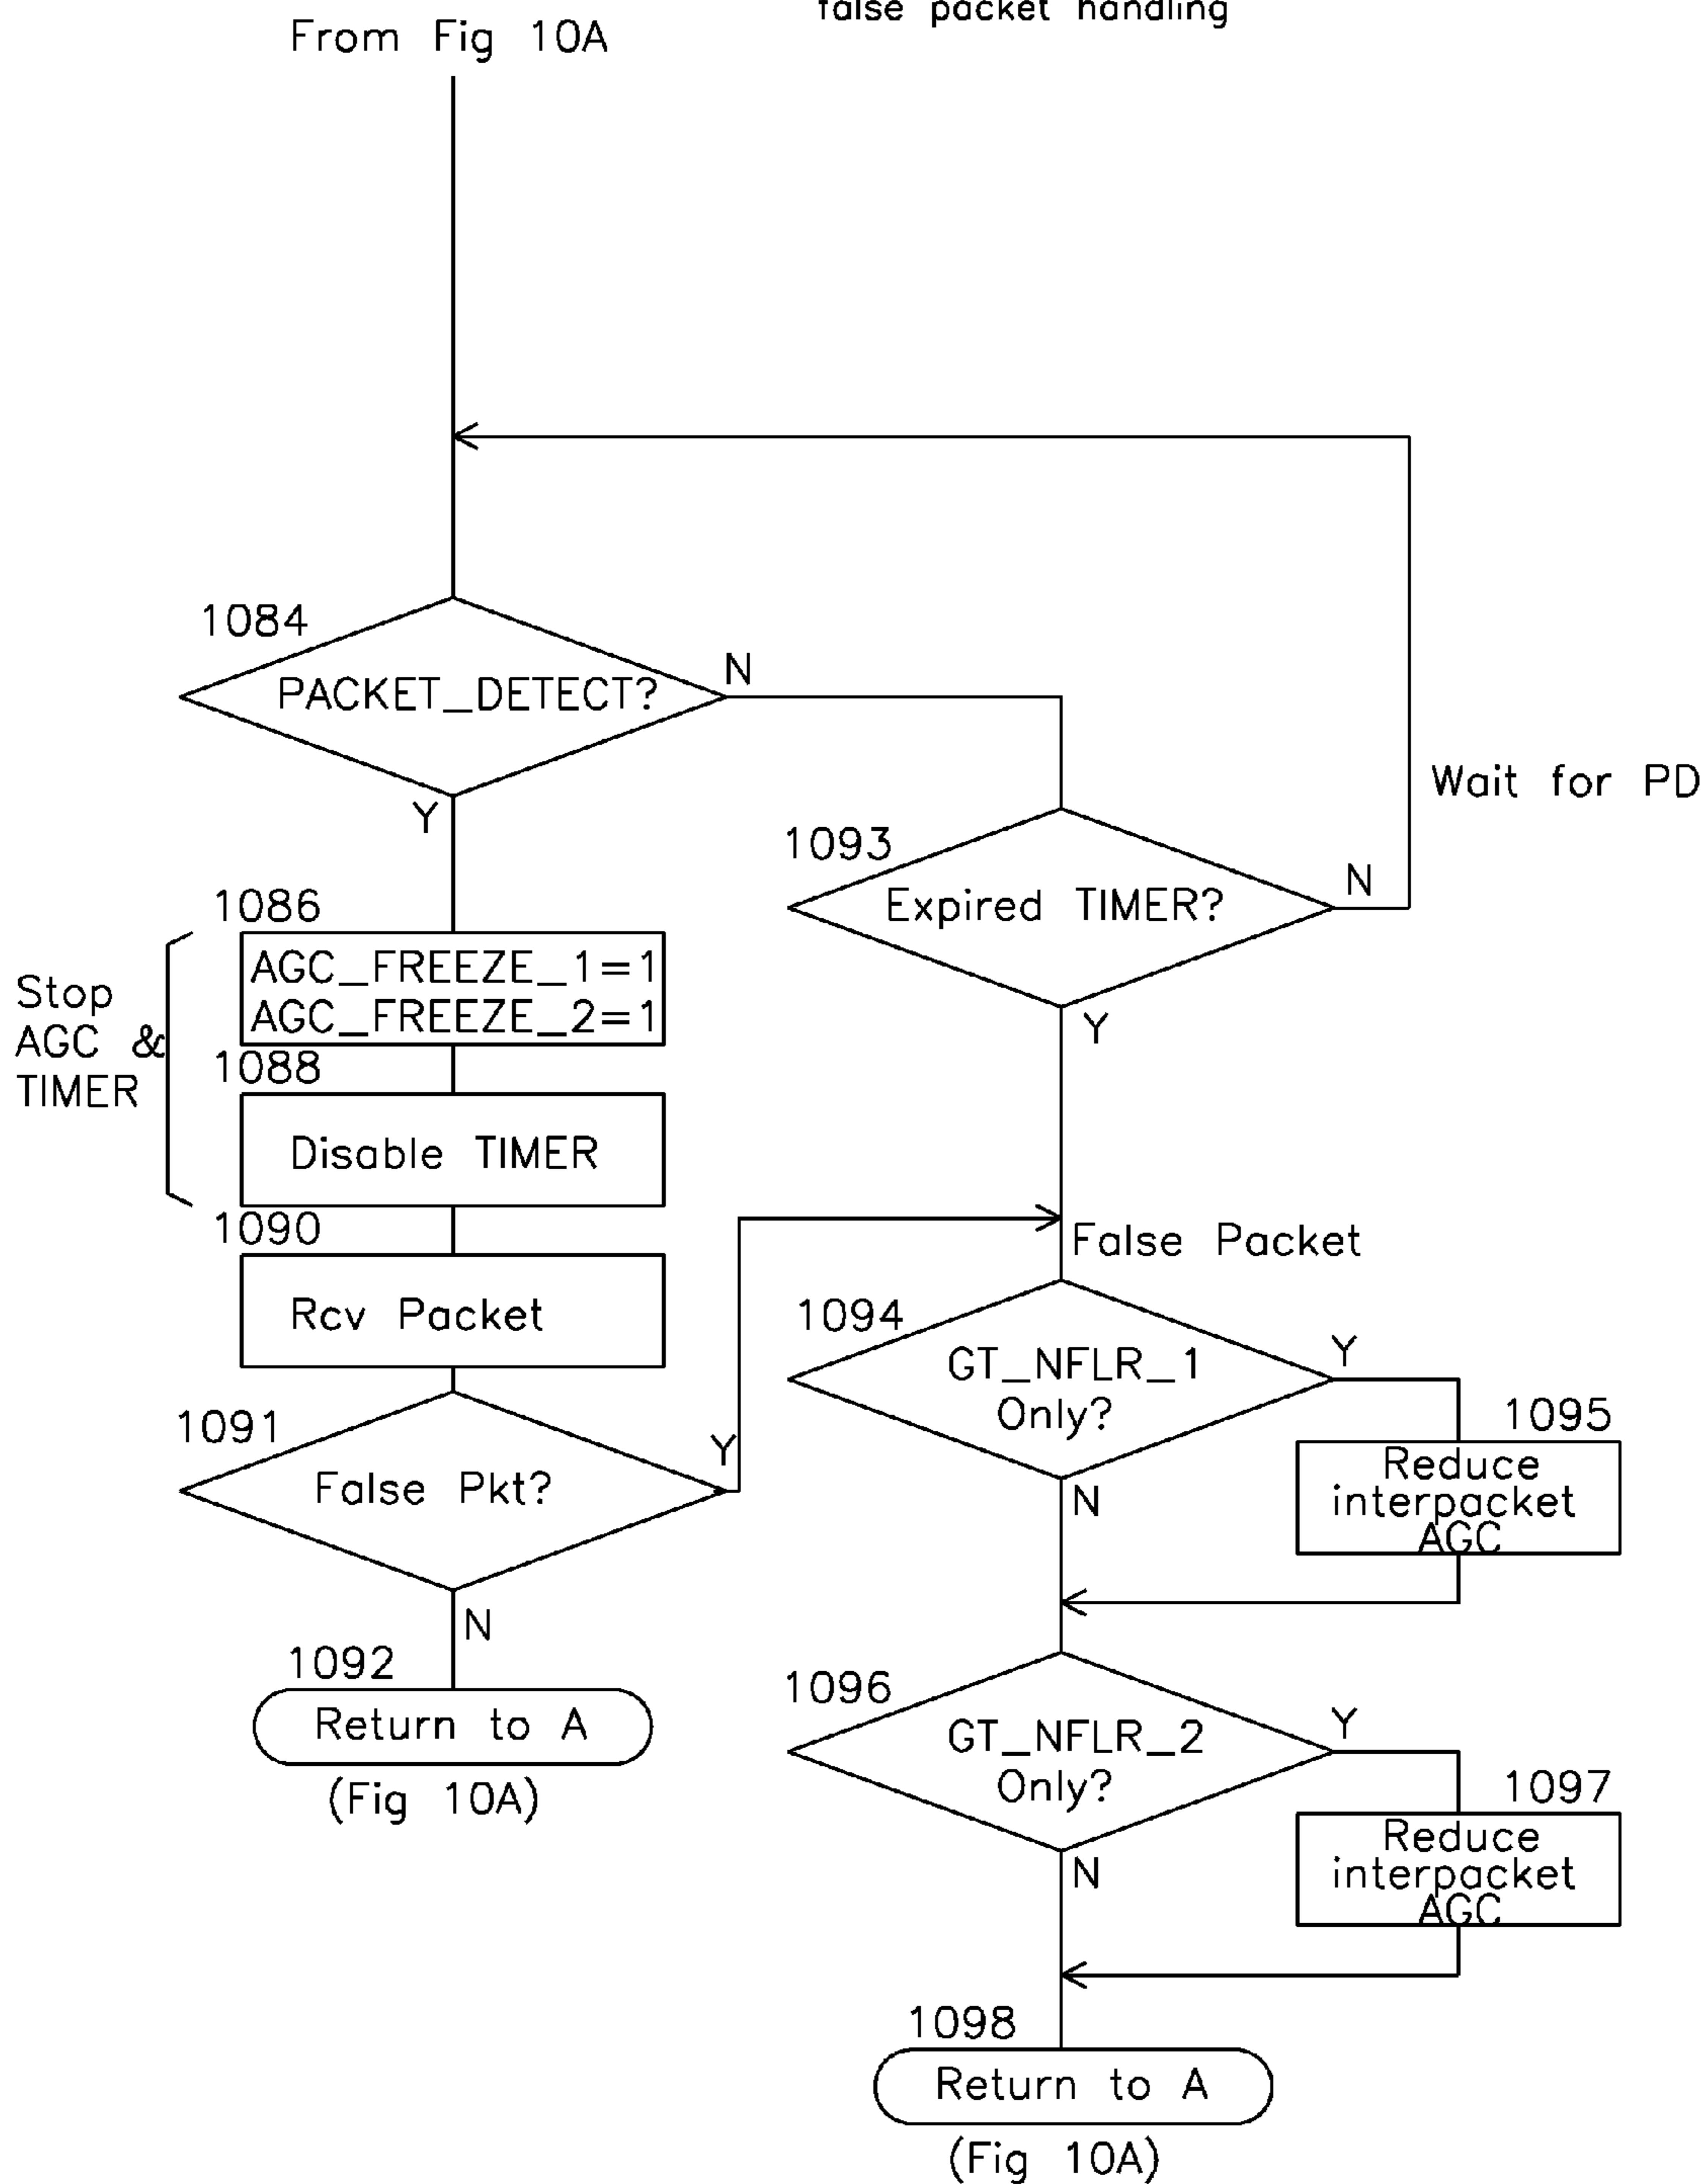 false packet handling
From Fig 10A
1084
PACKET_DETECT?
N
Y
Wait for PD
1093
Expired TIMER?
N
Y
1086
AGC_FREEZE_1=1
AGC_FREEZE_2=1
Stop
AGC &
TIMER
1088
Disable TIMER
1090
Rcv Packet
False Packet
1094
GT_NFLR_1
Only?
Y
N
1091
False Pkt?
Y
N
1095
Reduce
interpacket
AGC
1092
Return to A
(Fig 10A)
1096
GT_NFLR_2
Only?
Y
N
1097
Reduce
interpacket
AGC
1098
Return to A
(Fig 10A)